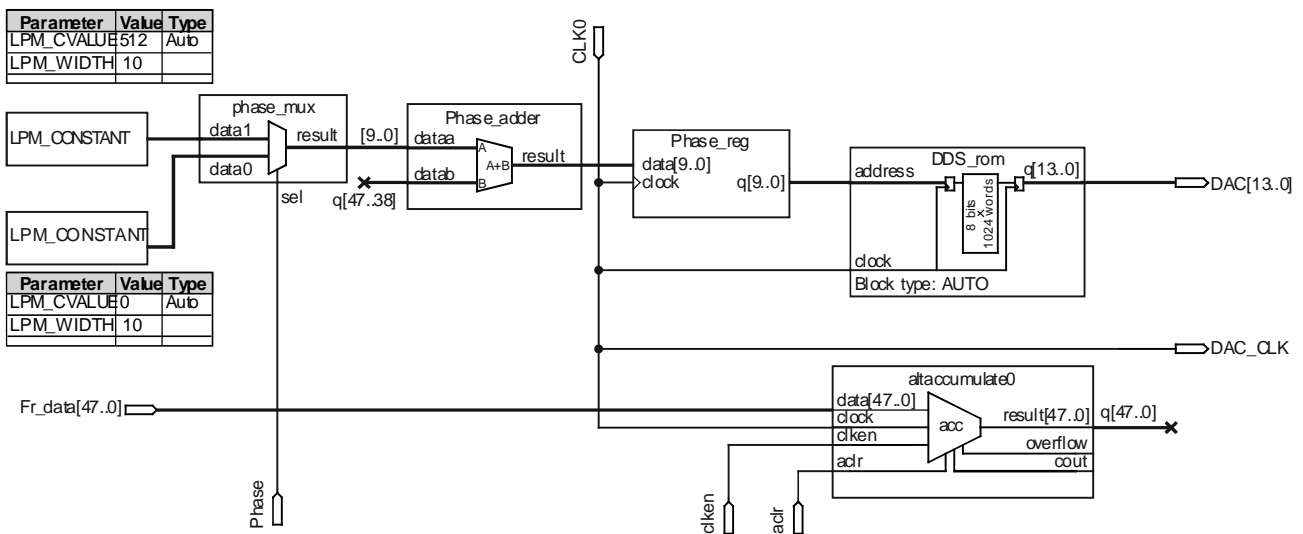 Parameter Value Type
LPM_CVALUE 512 Auto
LPM_WIDTH 10
CLK0
phase_mux
LPM_CONSTANT
data1
result
[9..0]
data0
sel
Phase_adder
dataa
A
A+B
result
datab
B
q[47..38]
Phase_reg
data[9..0]
clock
q[9..0]
DDS_rom
address
q[13..0]
DAC[13..0]
8 bits
×
1024 words
clock
Block type: AUTO
LPM_CONSTANT
Parameter Value Type
LPM_CVALUE 0 Auto
LPM_WIDTH 10
DAC_CLK
altaccumulate0
Fr_data[47..0]
data[47..0]
clock
acc
result[47..0]
q[47..0]
clken
overflow
aclr
cout
Phase
clken
aclr